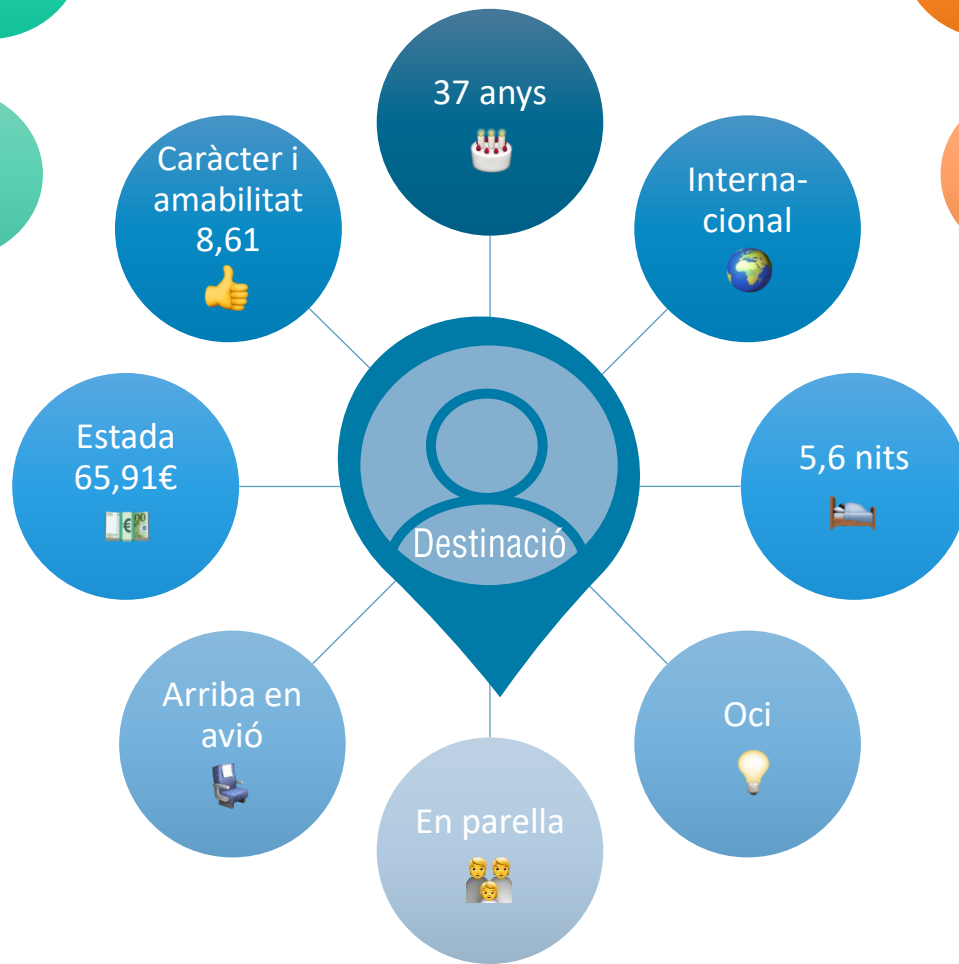 37 anys
Caràcter i
amabilitat
8,61
Interna-
cional
Estada
65,91€
5,6 nits
Destinació
Arriba en
avió
Oci
En parella